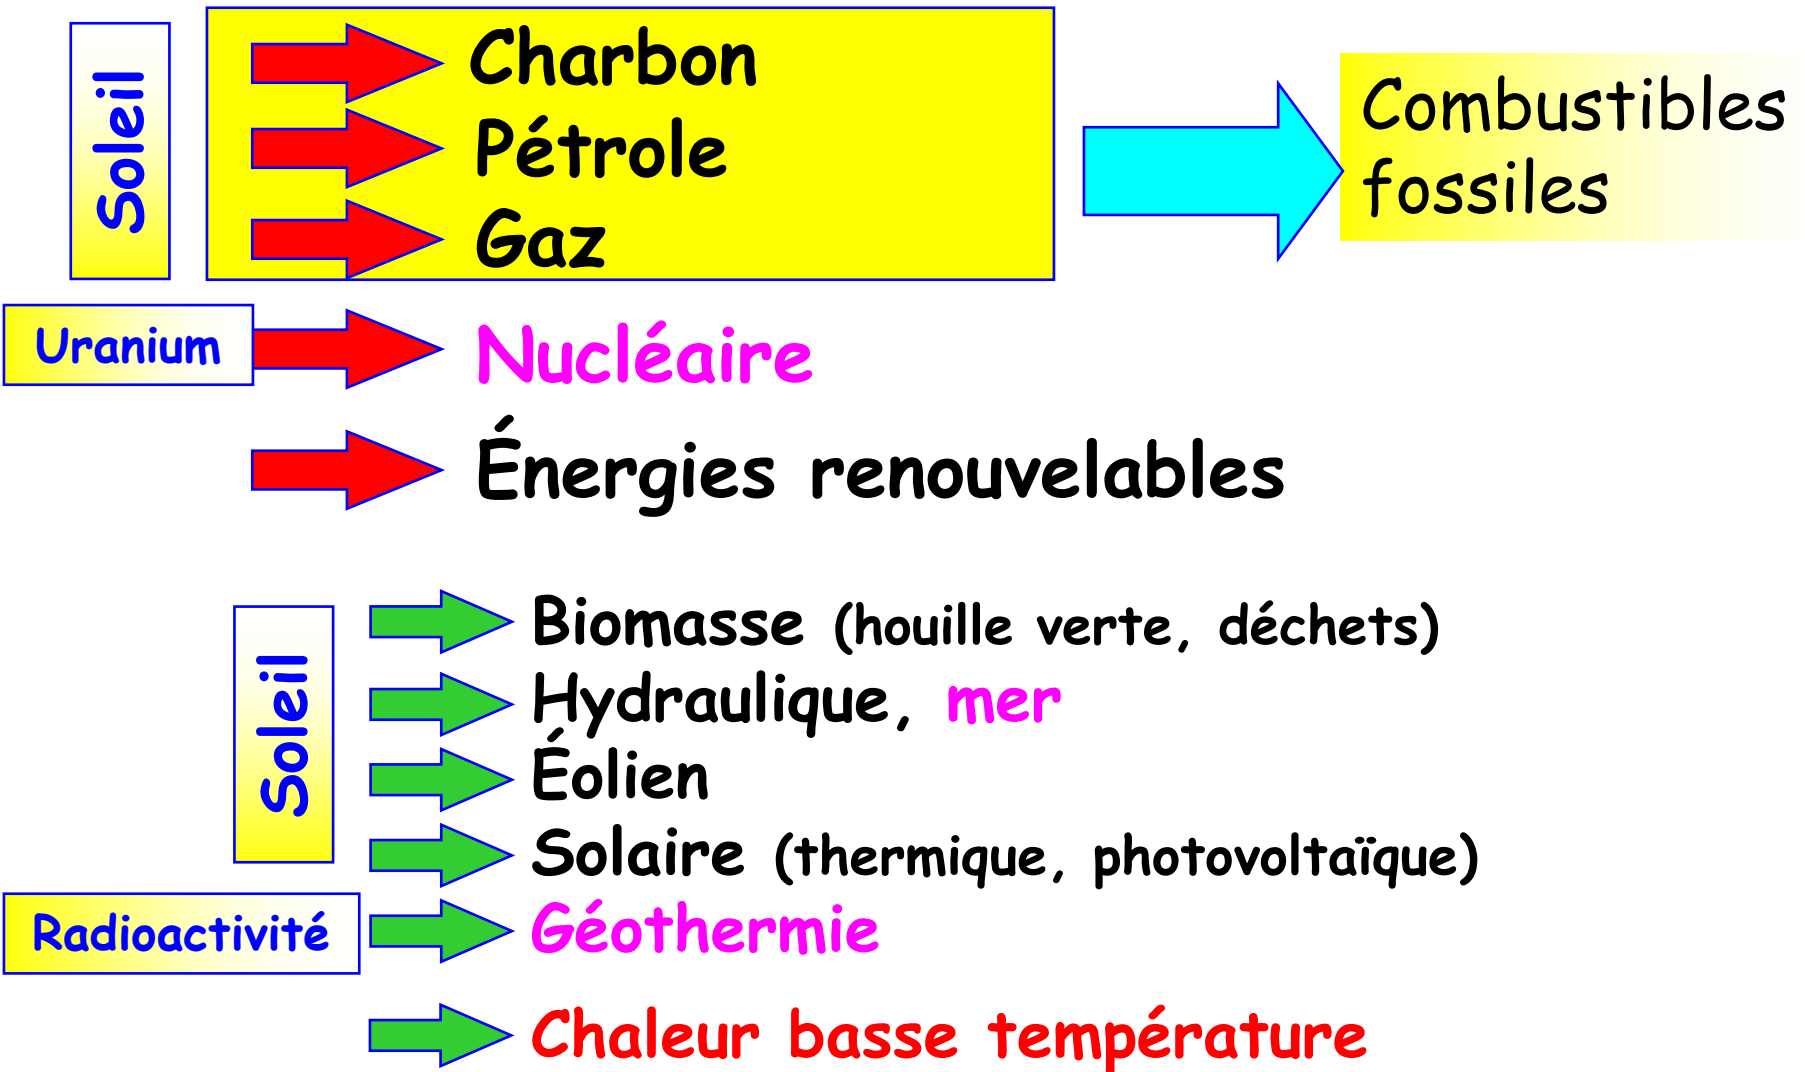 Soleil
Charbon
Pétrole
Gaz
Combustibles
fossiles
Uranium
Nucléaire
Énergies renouvelables
Soleil
Biomasse (houille verte, déchets)
Hydraulique, mer
Éolien
Solaire (thermique, photovoltaïque)
Radioactivité
Géothermie
Chaleur basse température